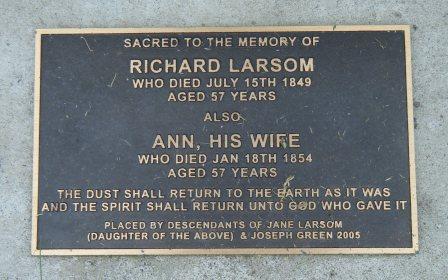 SACRED TO THE MEMORY OF
RICHARD LARSOM
WHO DIED JULY 15TH 1849
AGED 57 YEARS
ALSO
ANN, HIS WIFE
WHO DIED JAN 18TH 1854
AGED 57 YEARS
THE DUST SHALL RETURN TO THE EARTH AS IT WAS
AND THE SPIRIT SHALL RETURN UNTO GOD WHO GAVE IT
PLACED BY DESCENDANTS OF JANE LARSOM
(DAUGHTER OF THE ABOVE) & JOSEPH GREEN 2005